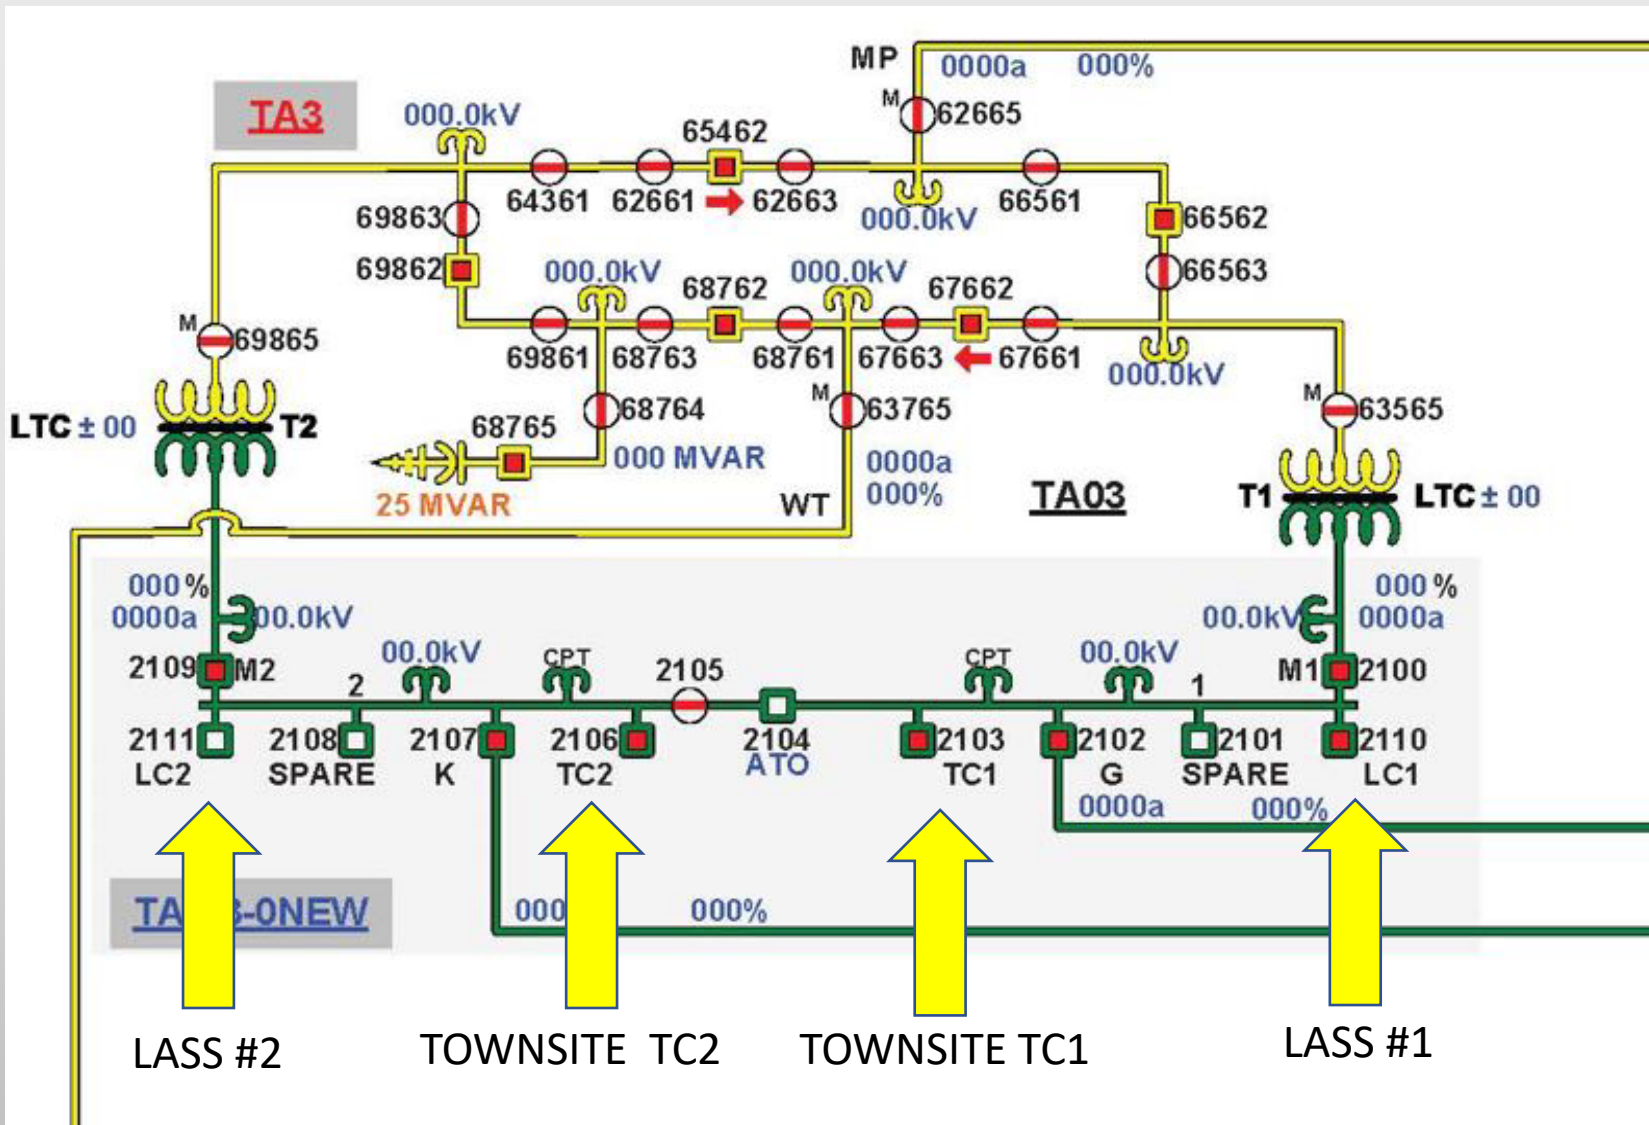 MP
0000a 000%
TA3
000.0kV
M
62665
65462
64361
62661
62663
66561
69863
000.0kV
66562
69862
000.0kV
68762
000.0kV
67662
66563
M
69865
69861
68763
68761
67663
67661
000.0kV
LTC ± 00
T2
68765
68764
M
63765
M
63565
000 MVAR
0000a
000%
25 MVAR
WT
TA03
T1
LTC ± 00
000 %
0000a
00.0kV
000 %
0000a
00.0kV
2109
M2
2
00.0kV
CPT
2105
CPT
00.0kV
1
M1
2100
2111
LC2
2108
SPARE
2107
K
2106
TC2
2104
ATO
2103
TC1
2102
G
2101
SPARE
2110
LC1
0000a 000%
-0NEW
000 000%
LASS #2
TOWNSITE TC2
TOWNSITE TC1
LASS #1